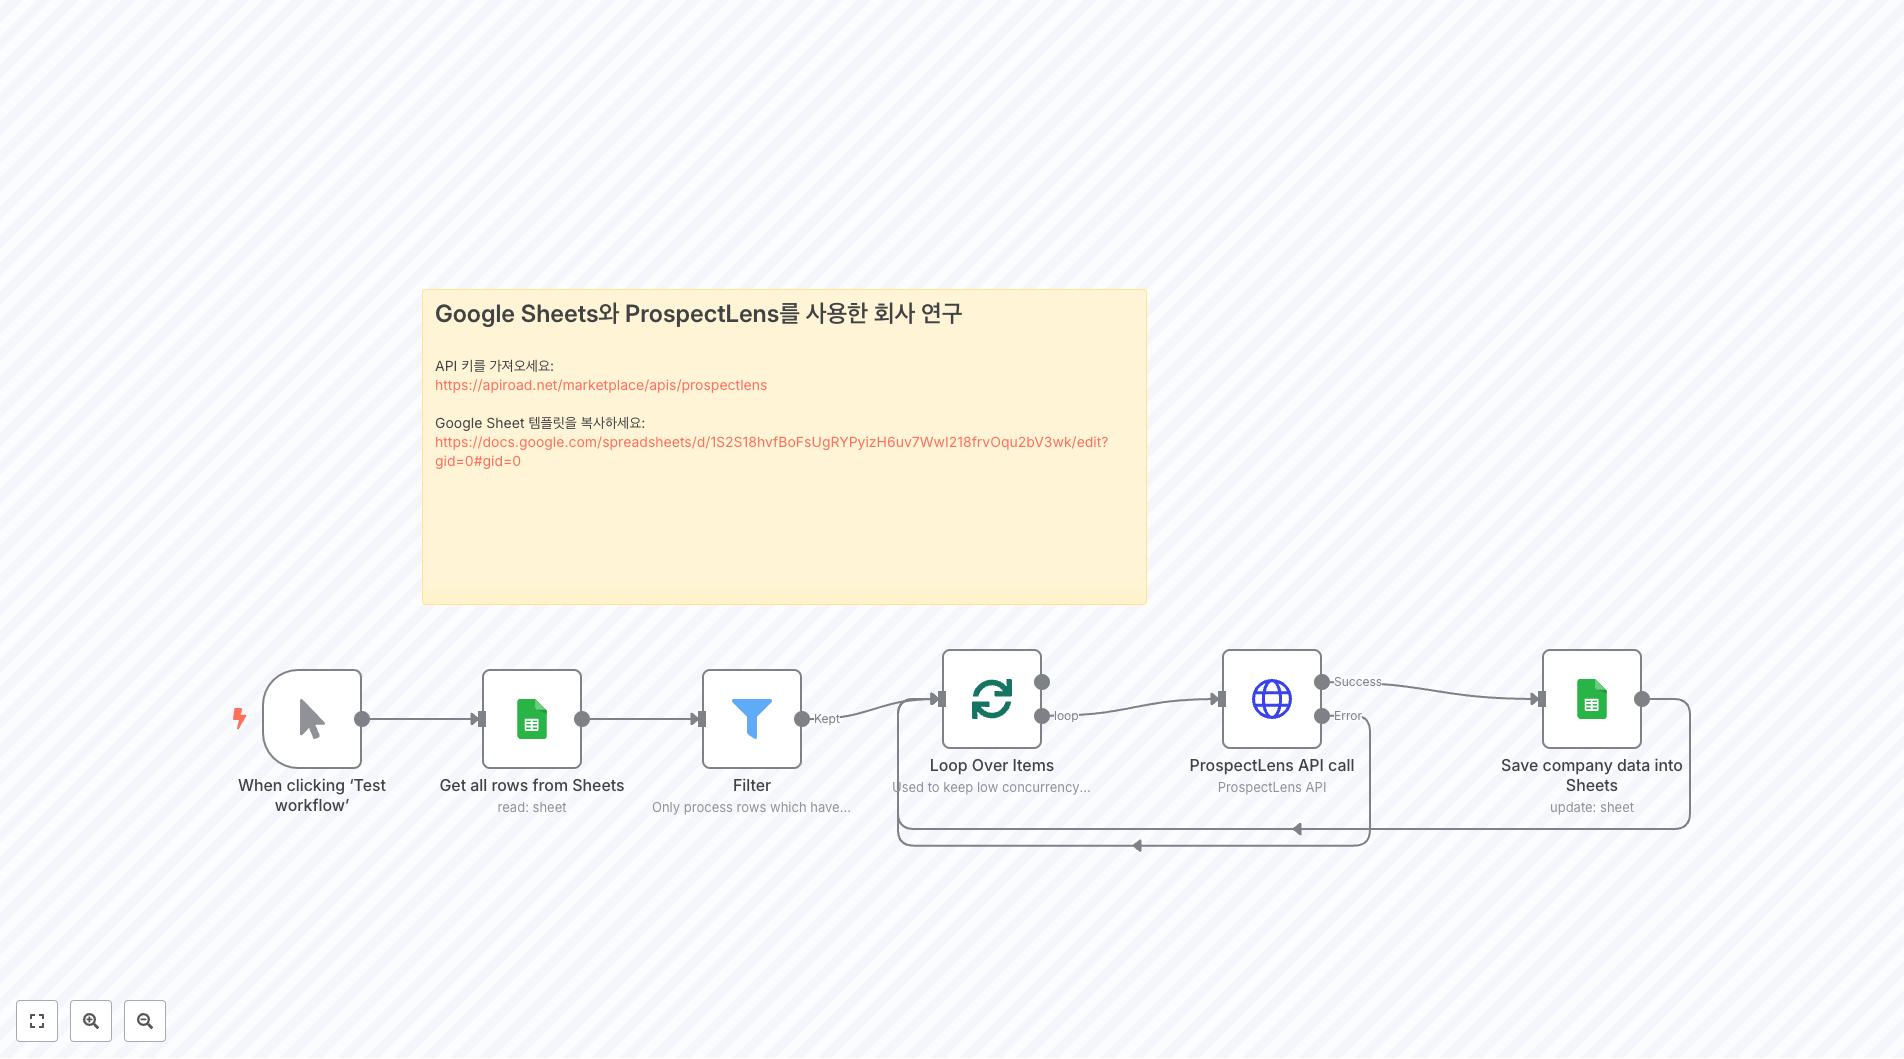 Google Sheets와 ProspectLens를 사용한 회사 연구
API 키를 가져오세요:
https://apiroad.net/marketplace/apis/prospectlens
Google Sheet 템플릿을 복사하세요:
https://docs.google.com/spreadsheets/d/1S2S18hvfBoFsUgRYPyizH6uv7WwI218frvOqu2bV3wk/edit?
gid=0#gid=0
When clicking ‘Test
workflow’
Get all rows from Sheets
read: sheet
Kept
Filter
Only process rows which have...
loop
Loop Over Items
Used to keep low concurrency...
Success
Error
ProspectLens API call
ProspectLens API
Save company data into
Sheets
update: sheet